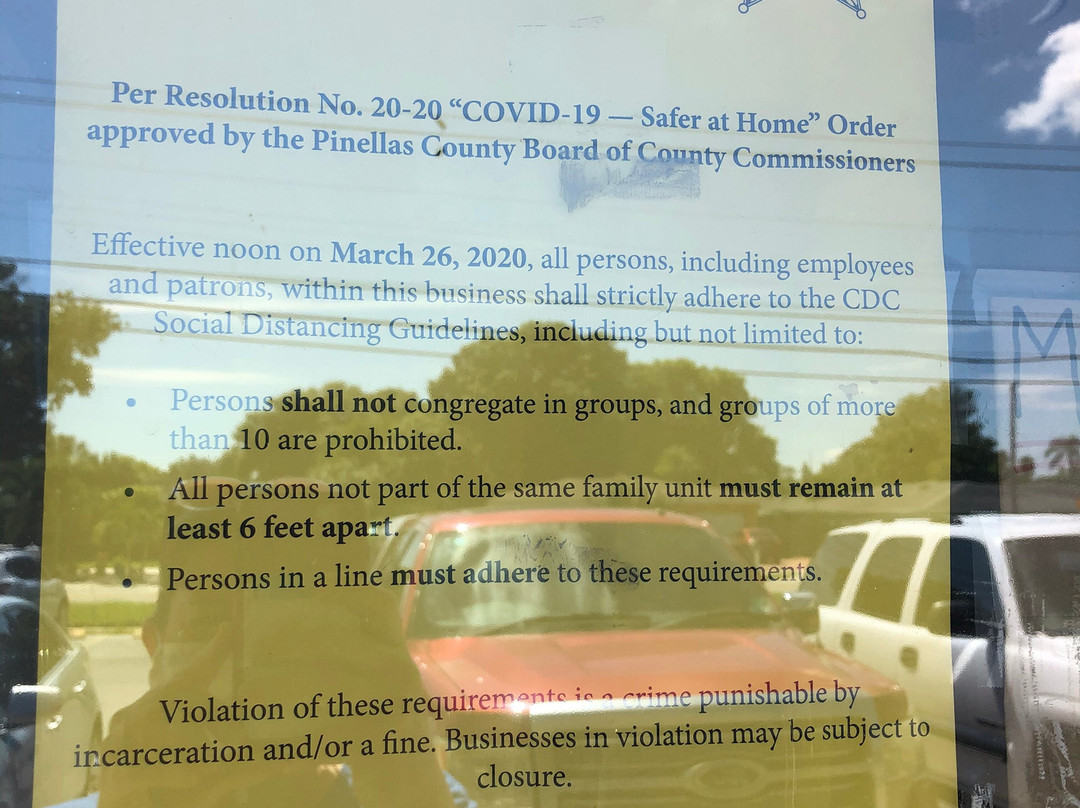 Per Resolution No. 20-20 “COVID-19 — Safer at Home” Order
approved by the Pinellas County Board of County Commissioners
Effective noon on March 26, 2020, all persons, including employees
and patrons, within this business shall strictly adhere to the CDC
Social Distancing Guidelines, including but not limited to:
• Persons shall not congregate in groups, and groups of more
than 10 are prohibited.
• All persons not part of the same family unit must remain at
least 6 feet apart.
• Persons in a line must adhere to these requirements.
Violation of these requirements is a crime punishable by
incarceration and/or a fine. Businesses in violation may be subject to
closure.
M